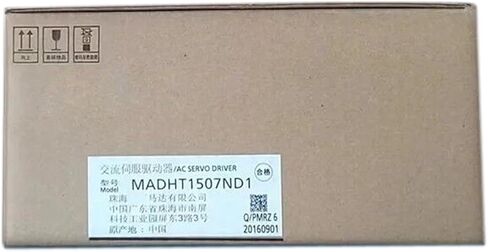 向上
交流伺服驱动器/AC SERVO DRIVER
合格
型号 Model MADHT1507ND1
珠海 马达有限公司
中国广东省珠海市南屏
科技工业园屏东3路3号
Q/PMRZ 6
原产地: 中国
20160901